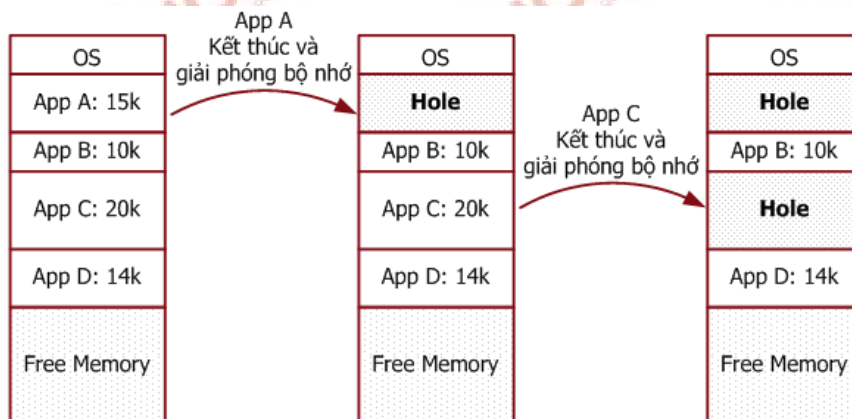 OS
App A: 15k
App B: 10k
App C: 20k
App D: 14k
Free Memory
App A
Kết thúc và
giải phóng bộ nhớ
OS
Hole
App B: 10k
App C: 20k
App D: 14k
Free Memory
App C
Kết thúc và
giải phóng bộ nhớ
OS
Hole
App B: 10k
Hole
App D: 14k
Free Memory